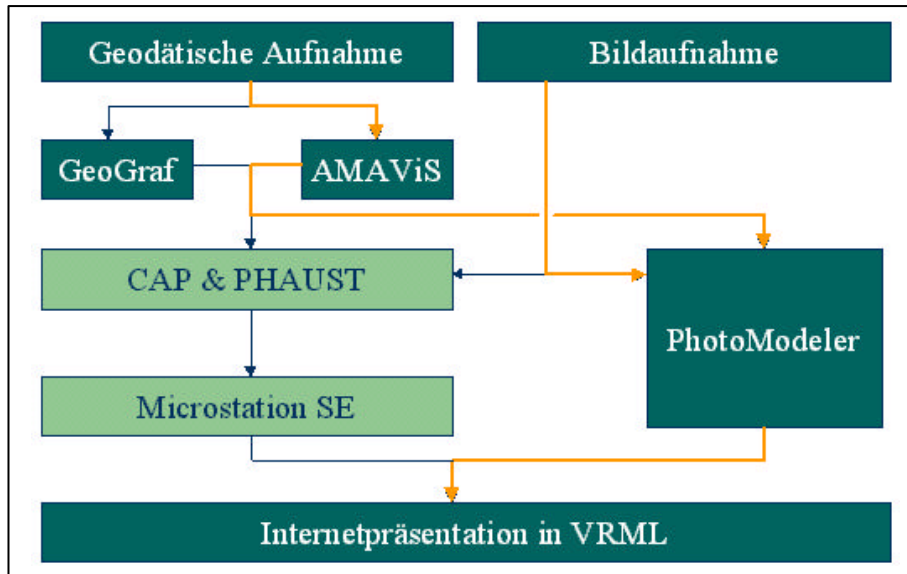 Geodätische Aufnahme
Bildaufnahme
GeoGraf
AMAViS
CAP & PHAUST
PhotoModeler
Microstation SE
Internetpräsentation in VRML